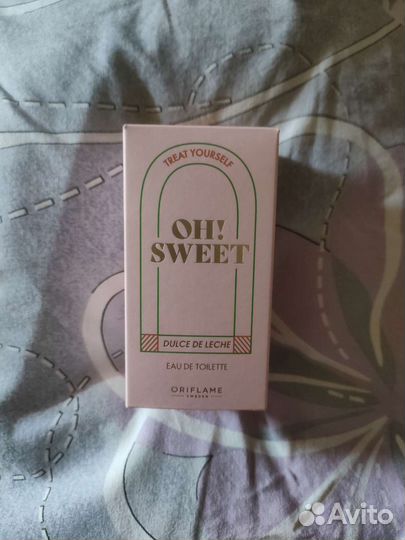 TREAT YOURSELF
OH!
SWEET
DULCE DE LECHE
EAU DE TOILETTE
ORIFLAME
SWEDEN
Avito